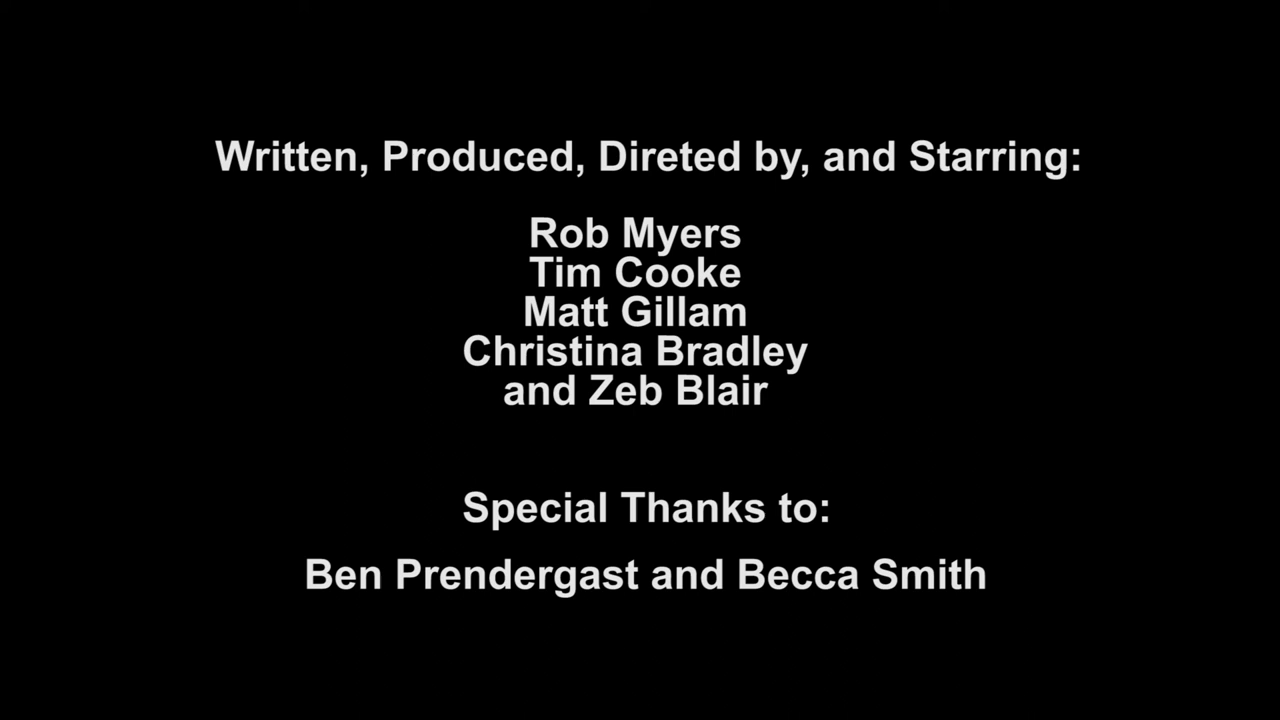 Written, Produced, Direted by, and Starring:
Rob Myers
Tim Cooke
Matt Gillam
Christina Bradley
and Zeb Blair
Special Thanks to:
Ben Prendergast and Becca Smith